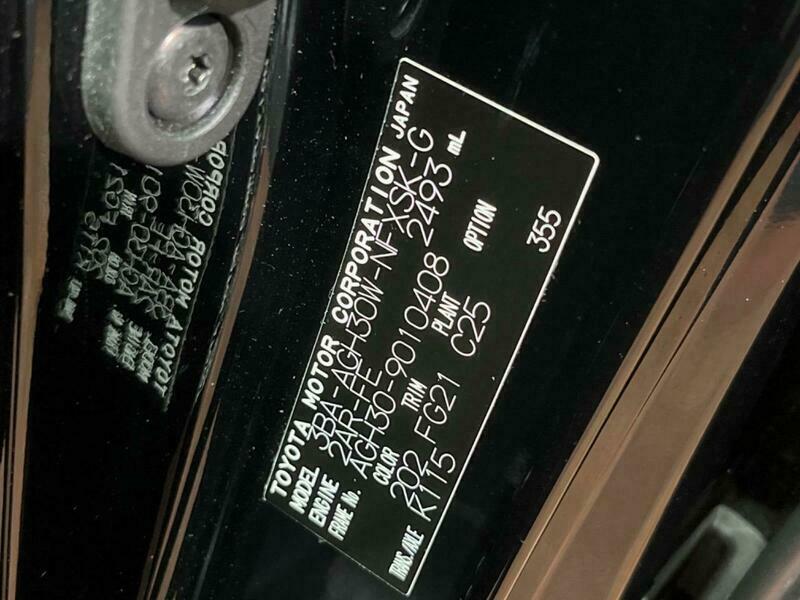 TOYOTA MOTOR CORPORATION JAPAN
MODEL 3BA-AGH30W-NFXSK-G
ENGINE 2AR-FE 2493 mL
FRAME No. AGH30-9010408
COLOR TRIM PLANT OPTION
202 FG21 C25
TRANS./AXLE K115 355